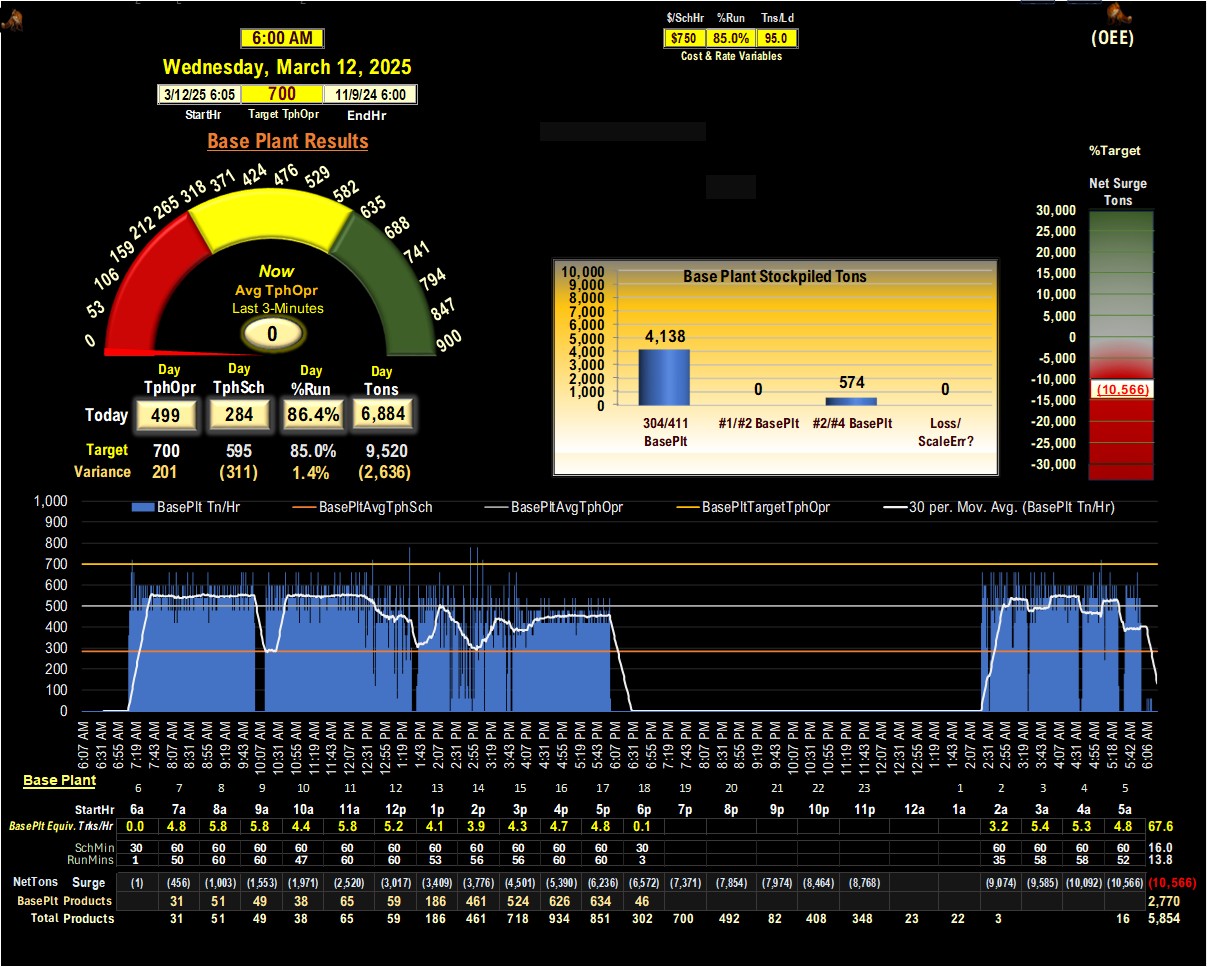 $/SchHr %Run Tns/Ld
6:00 AM
$750 85.0% 95.0
(OEE)
Cost & Rate Variables
Wednesday, March 12, 2025
3/12/25 6:05 700 11/9/24 6:00
StartHr Target TphOpr EndHr
Base Plant Results
%Target
Net Surge
Tons
0 53 106 159 212 265 318 371 424 476 529 582 635 688 741 794 847 900
Now
Avg TphOpr
Last 3-Minutes
0
Day Day Day Day
TphOpr TphSch %Run Tons
Today 499 284 86.4% 6,884
Target 700 595 85.0% 9,520
Variance 201 (311) 1.4% (2,636)
Base Plant Stockpiled Tons
10,000
9,000
8,000
7,000
6,000
5,000
4,000
3,000
2,000
1,000
0
4,138 0 574 0
304/411 #1/#2 BasePlt #2/#4 BasePlt Loss/
BasePlt ScaleErr?
30,000
25,000
20,000
15,000
10,000
5,000
0
-5,000
-10,000
(10,566)
-15,000
-20,000
-25,000
-30,000
BasePlt Tn/Hr BasePltAvgTphSch BasePltAvgTphOpr BasePltTargetTphOpr 30 per. Mov. Avg. (BasePlt Tn/Hr)
1,000
900
800
700
600
500
400
300
200
100
0
6:07 AM 6:31 AM 6:55 AM 7:19 AM 7:43 AM 8:07 AM 8:31 AM 8:55 AM 9:19 AM 9:43 AM 10:07 AM 10:31 AM 10:55 AM 11:19 AM 11:43 AM 12:07 PM 12:31 PM 12:55 PM 1:19 PM 1:43 PM 2:07 PM 2:31 PM 2:55 PM 3:19 PM 3:43 PM 4:07 PM 4:31 PM 4:55 PM 5:19 PM 5:43 PM 6:07 PM 6:31 PM 6:55 PM 7:19 PM 7:43 PM 8:07 PM 8:31 PM 8:55 PM 9:19 PM 9:43 PM 10:07 PM 10:31 PM 10:55 PM 11:19 PM 11:43 PM 12:07 AM 12:31 AM 12:55 AM 1:19 AM 1:43 AM 2:07 AM 2:31 AM 2:55 AM 3:19 AM 3:43 AM 4:07 AM 4:31 AM 4:55 AM 5:18 AM 5:42 AM 6:06 AM
Base Plant
6 7 8 9 10 11 12 13 14 15 16 17 18 19 20 21 22 23 1 2 3 4 5
StartHr 6a 7a 8a 9a 10a 11a 12p 1p 2p 3p 4p 5p 6p 7p 8p 9p 10p 11p 12a 1a 2a 3a 4a 5a
BasePlt Equiv. Trks/Hr 0.0 4.8 5.8 5.8 4.4 5.8 5.2 4.1 3.9 4.3 4.7 4.8 0.1 3.2 5.4 5.3 4.8 67.6
SchMin 30 60 60 60 60 60 60 60 60 60 60 60 30 60 60 60 60 16.0
RunMins 1 50 60 60 47 60 60 53 56 56 60 60 3 35 58 58 52 13.8
NetTons Surge (1) (456) (1,003) (1,553) (1,971) (2,520) (3,017) (3,409) (3,776) (4,501) (5,390) (6,236) (6,572) (7,371) (7,854) (7,974) (8,464) (8,768) (9,074) (9,585) (10,092) (10,566) (10,566)
BasePlt Products 31 51 49 38 65 59 186 461 524 626 634 46 2,770
Total Products 31 51 49 38 65 59 186 461 718 934 851 302 700 492 82 408 348 23 22 3 16 5,854